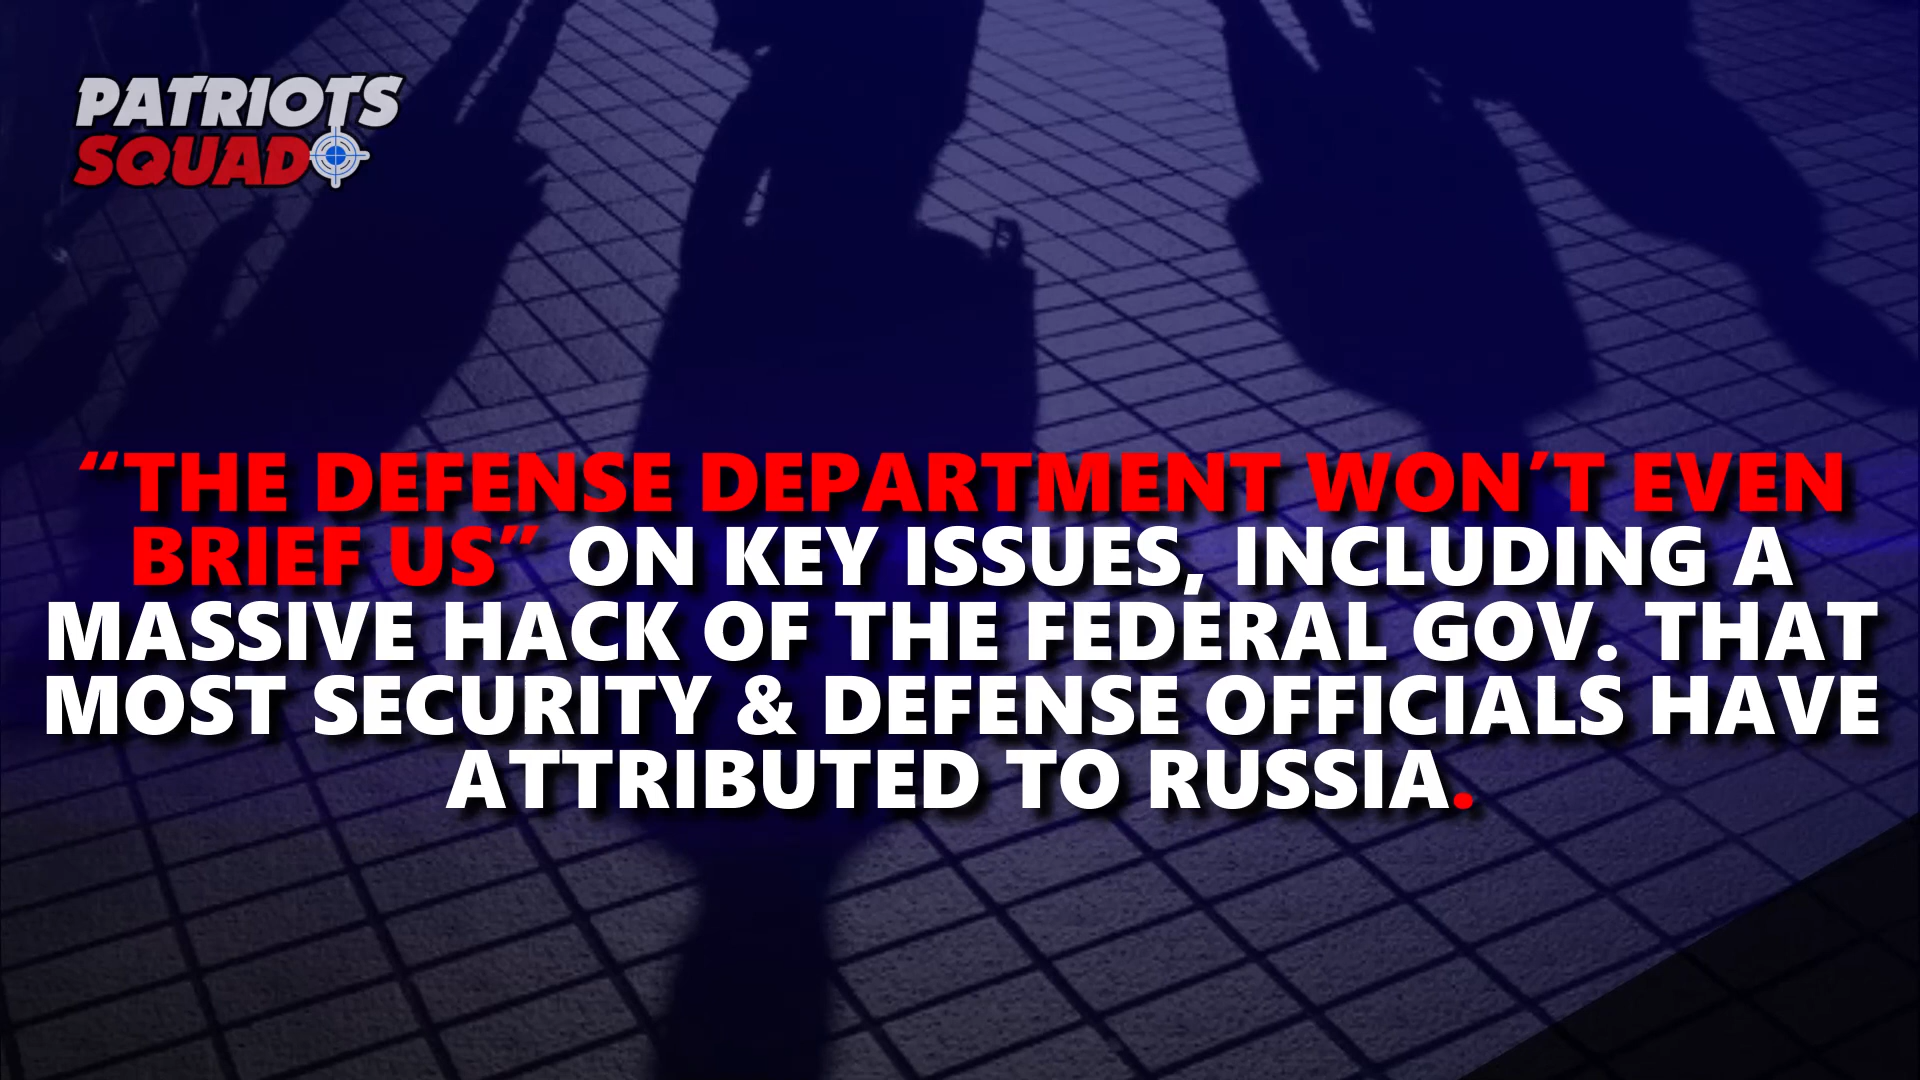 PATRIOTS
SQUAD
“THE DEFENSE DEPARTMENT WON’T EVEN
BRIEF US” ON KEY ISSUES, INCLUDING A
MASSIVE HACK OF THE FEDERAL GOV. THAT
MOST SECURITY & DEFENSE OFFICIALS HAVE
ATTRIBUTED TO RUSSIA.